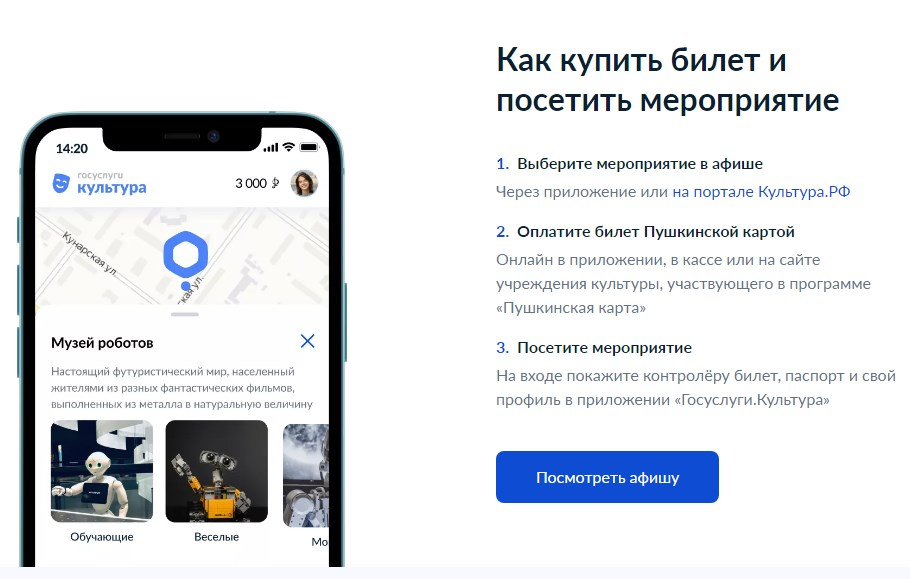 Как купить билет и
посетить мероприятие
1. Выберите мероприятие в афише
Через приложение или на портале Культура.РФ
2. Оплатите билет Пушкинской картой
Онлайн в приложении, в кассе или на сайте
учреждения культуры, участвующего в программе
«Пушкинская карта»
3. Посетите мероприятие
На входе покажите контролёру билет, паспорт и свой
профиль в приложении «Госуслуги.Культура»
Посмотреть афишу
14:20
госуслуги
культура
3 000 ₽
Кунарская ул.
ская ул.
Музей роботов
Настоящий футуристический мир, населенный
жителями из разных фантастических фильмов,
выполненных из металла в натуральную величину
Обучающие
Веселые
Мо